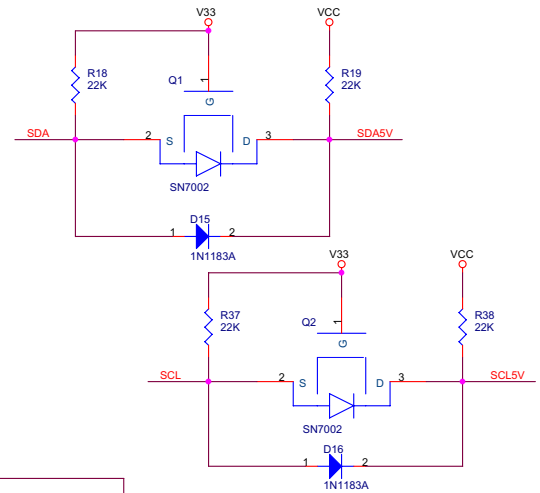 V33
VCC
R18
22K
Q1
1
G
R19
22K
SDA
2
S
D
3
SDA5V
SN7002
D15
1
2
1N1183A
V33
VCC
R37
22K
Q2
1
G
R38
22K
SCL
2
S
D
3
SCL5V
SN7002
D16
1
2
1N1183A